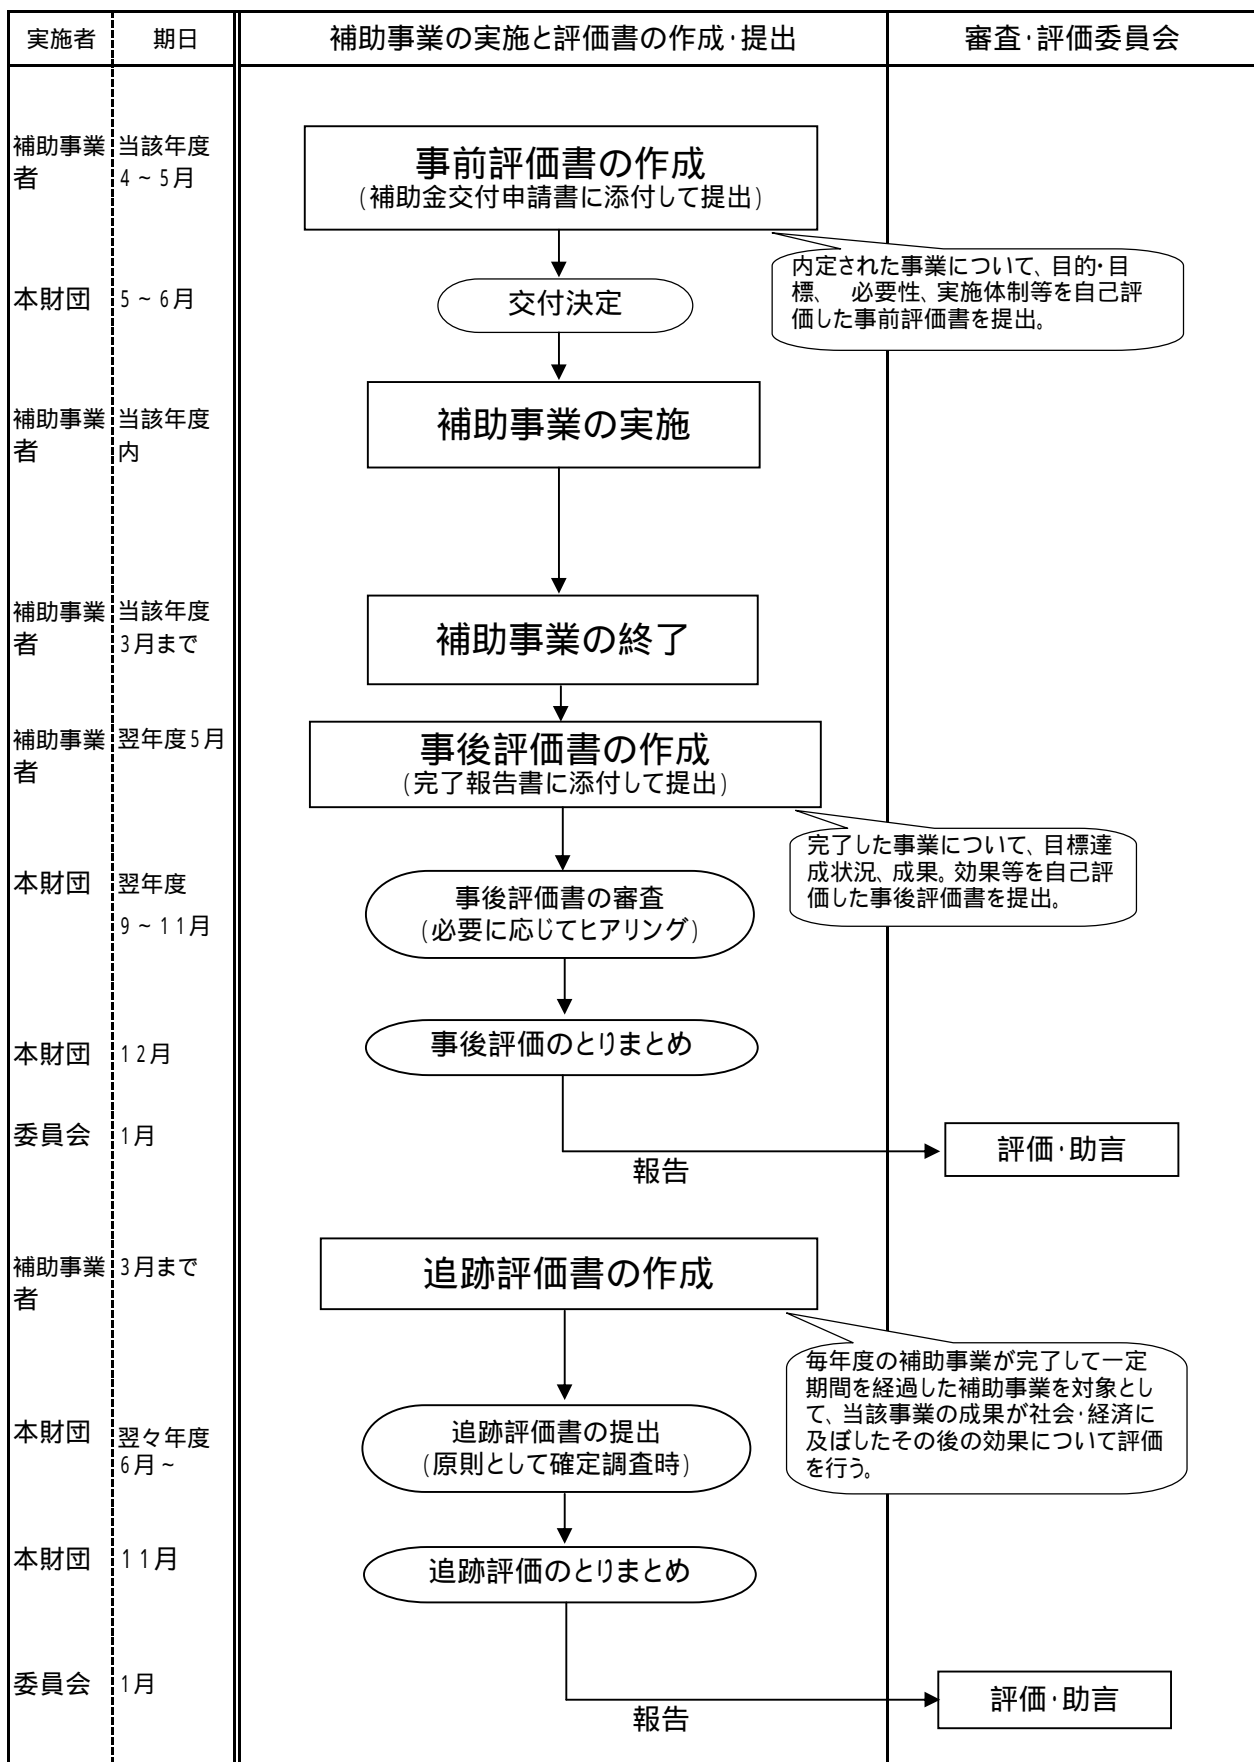 実施者 期日 補助事業の実施と評価書の作成･提出 審査･評価委員会
補助事業
者
当該年度
4～5月
事前評価書の作成
(補助金交付申請書に添付して提出)
内定された事業について、目的･目
標、　必要性、実施体制等を自己評
価した事前評価書を提出。
本財団 5～6月
交付決定
補助事業
者
当該年度
内
補助事業の実施
補助事業
者
当該年度
3月まで
補助事業の終了
補助事業
者
翌年度5月
事後評価書の作成
(完了報告書に添付して提出)
完了した事業について、目標達
成状況、成果。効果等を自己評
価した事後評価書を提出。
本財団 翌年度
9～11月
事後評価書の審査
(必要に応じてヒアリング)
本財団 12月
事後評価のとりまとめ
委員会 1月
報告
評価･助言
補助事業
者
3月まで
追跡評価書の作成
毎年度の補助事業が完了して一定
期間を経過した補助事業を対象とし
て、当該事業の成果が社会･経済に
及ぼしたその後の効果について評価
を行う。
本財団 翌々年度
6月～
追跡評価書の提出
(原則として確定調査時)
本財団 11月
追跡評価のとりまとめ
委員会 1月
報告
評価･助言